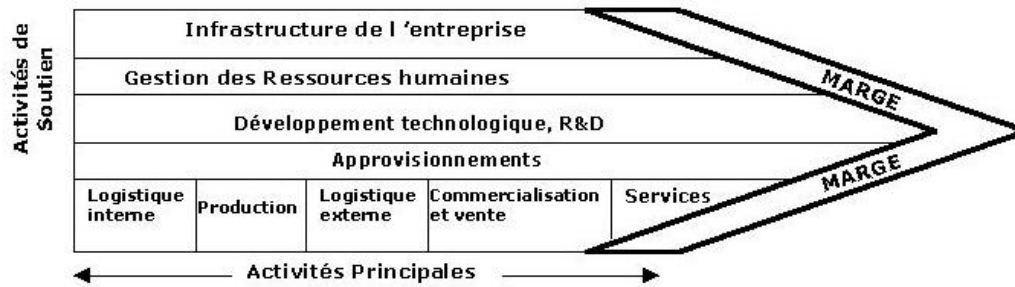 Activités de
Soutien
Infrastructure de l 'entreprise
Gestion des Ressources humaines
Développement technologique, R&D
Approvisionnements
MARGE
MARGE
Logistique
interne
Production
Logistique
externe
Commercialisation
et vente
Services
Activités Principales